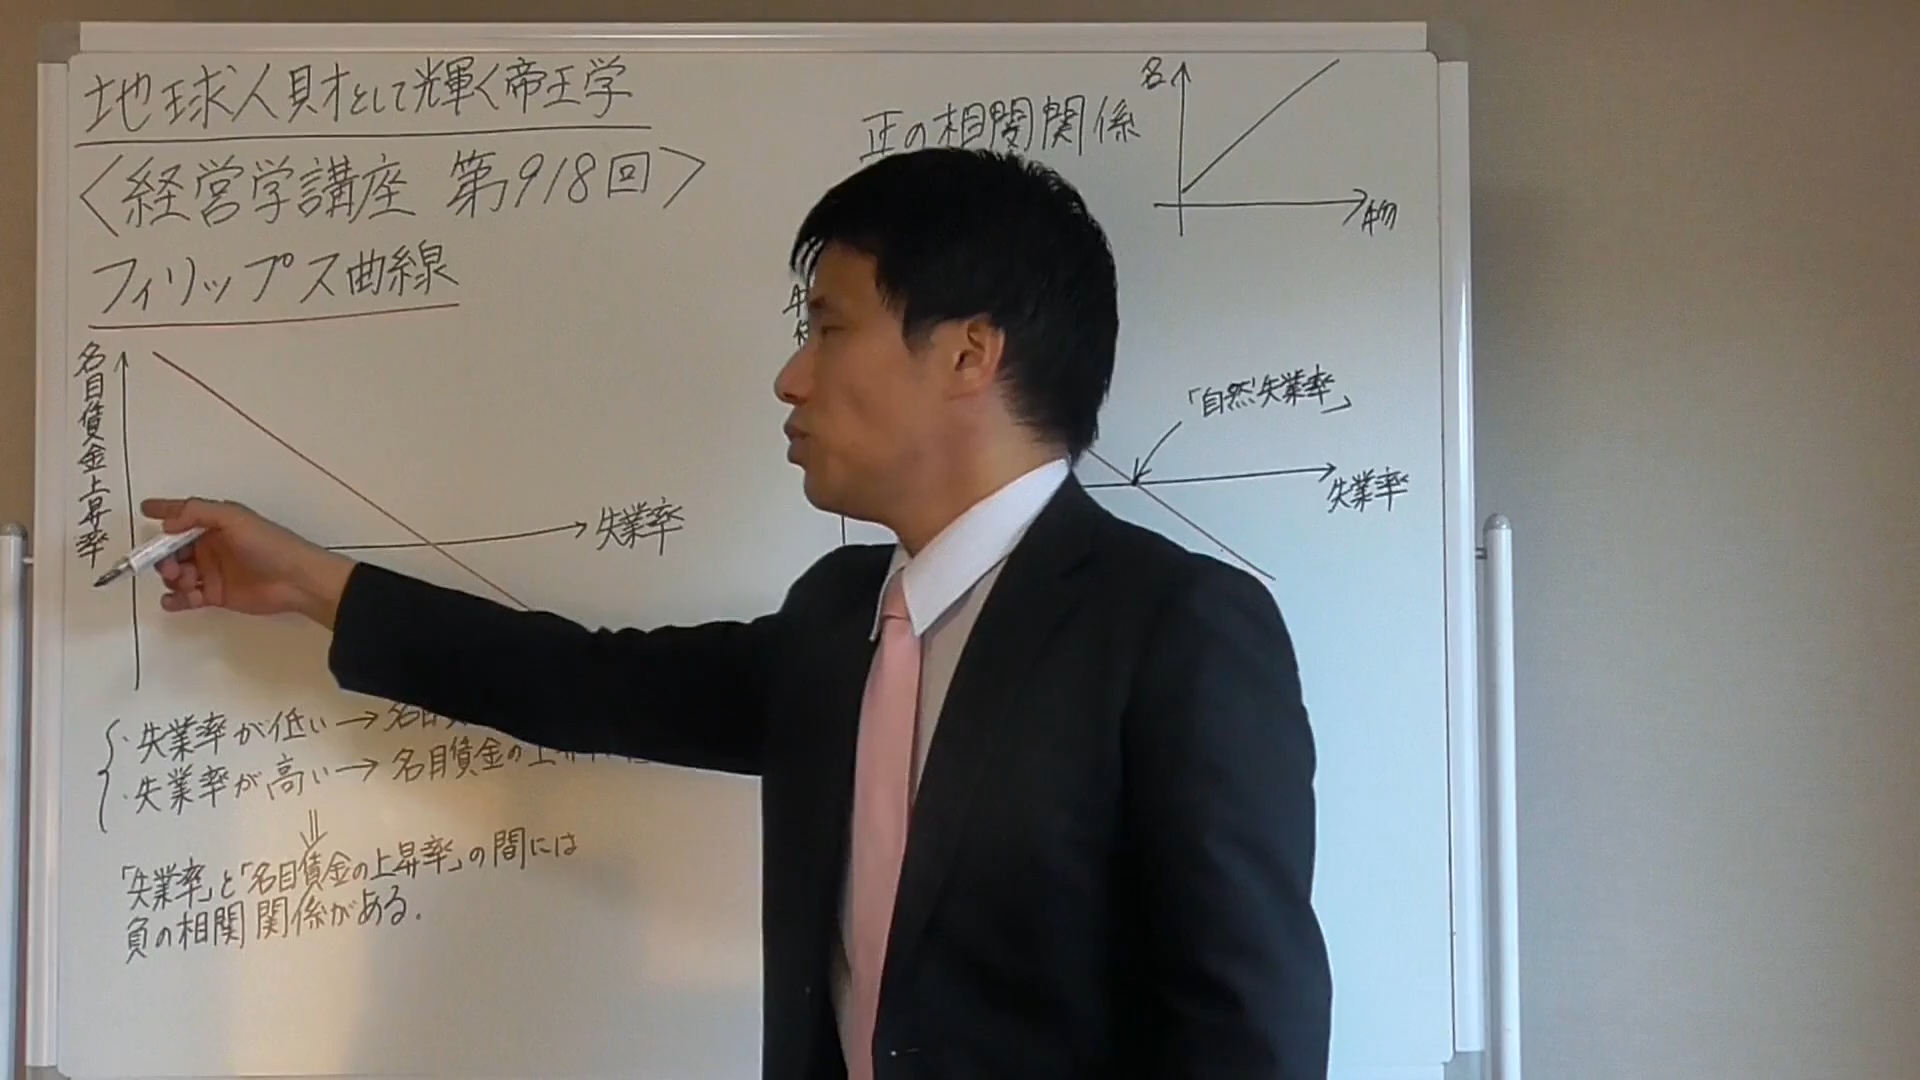 地球人財として輝く帝王学
〈経営学講座 第918回〉
フィリップス曲線
名目賃金上昇率
失業率
失業率が低い→名目
失業率が高い→名目賃金の上昇
「失業率」と「名目賃金の上昇率」の間には
負の相関関係がある.
正の相関関係
名
物
「自然失業率」
失業率